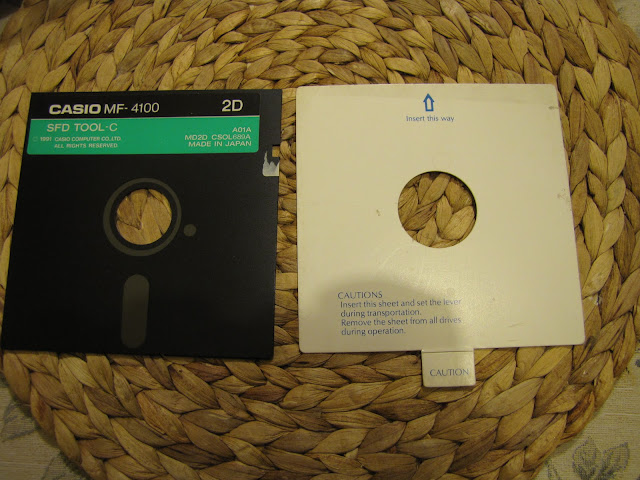 CASIO MF-4100 2D
SFD TOOL-C
© 1991 CASIO COMPUTER CO., LTD.
ALL RIGHTS RESERVED.
A01A
MD2D CSOL689A
MADE IN JAPAN
Insert this way
CAUTIONS
Insert this sheet and set the lever
during transportation.
Remove the sheet from all drives
during operation.
CAUTION